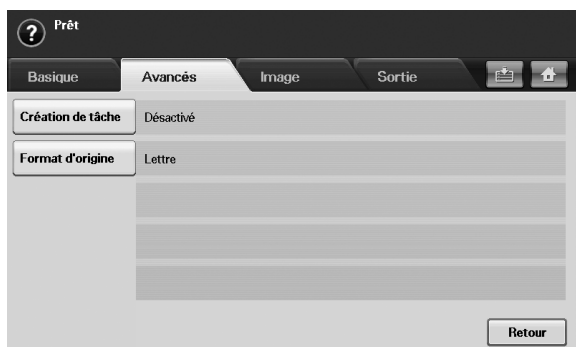 Prêt
Basique Avancés Image Sortie
Création de tâche Désactivé
Format d'origine Lettre
Retour